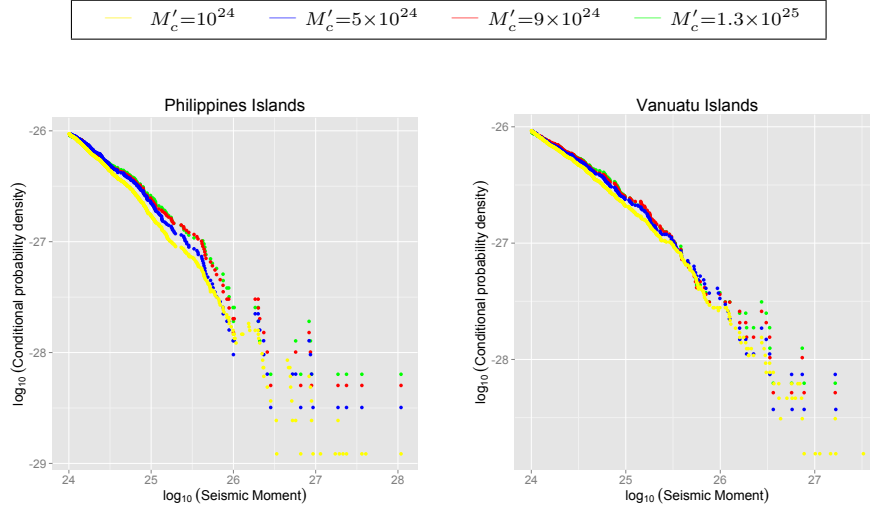 M′c=10^24 M′c=5×10^24 M′c=9×10^24 M′c=1.3×10^25
Philippines Islands
-26
-27
-28
-29
24 25 26 27 28
log10(Seismic Moment)
log10(Conditional probability density)
Vanuatu Islands
-26
-27
-28
24 25 26 27
log10(Seismic Moment)
log10(Conditional probability density)